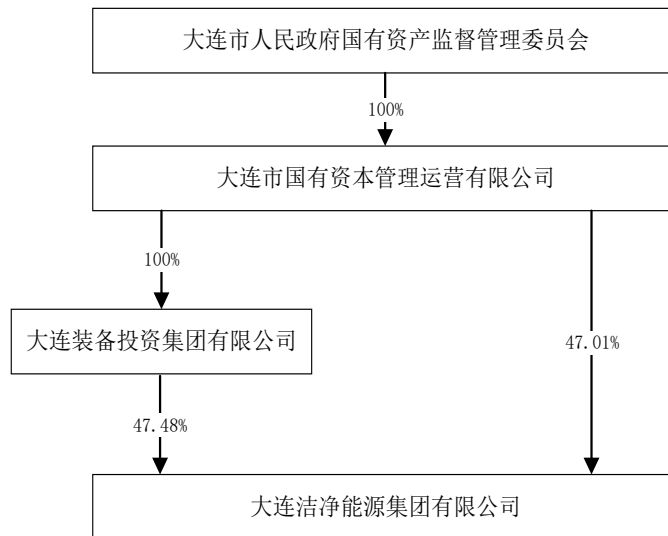 大连市人民政府国有资产监督管理委员会
100%
大连市国有资本管理运营有限公司
100%
大连装备投资集团有限公司
47.01%
47.48%
大连洁净能源集团有限公司